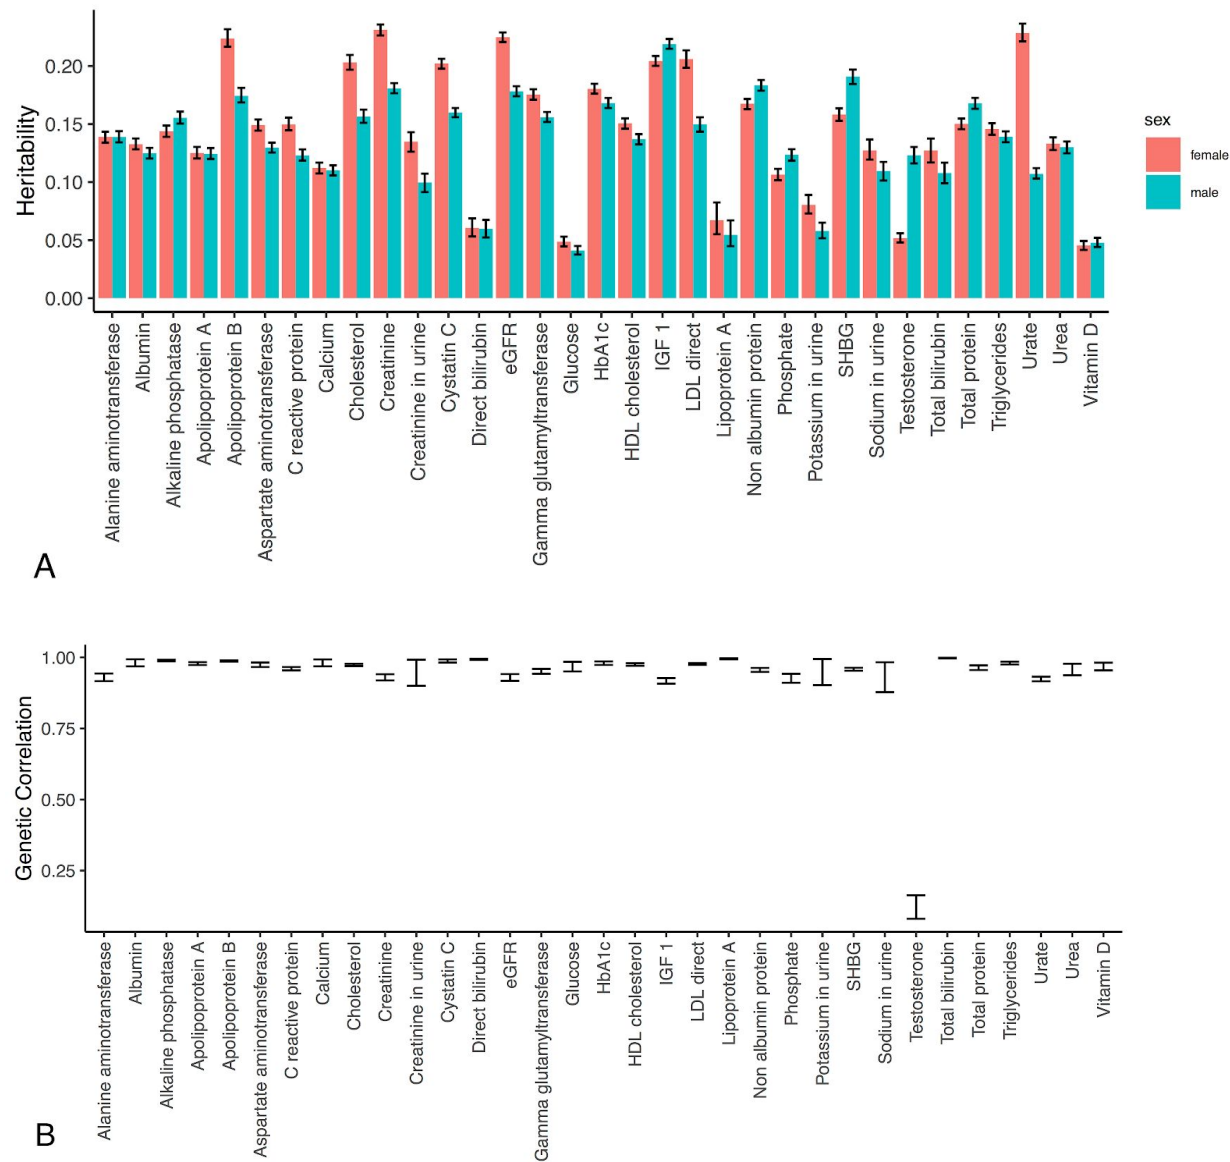 Heritability
0.20
0.15
0.10
0.05
0.00
sex
female
male
Alanine aminotransferase
Albumin
Alkaline phosphatase
Apolipoprotein A
Apolipoprotein B
Aspartate aminotransferase
C reactive protein
Calcium
Cholesterol
Creatinine
Creatinine in urine
Cystatin C
Direct bilirubin
eGFR
Gamma glutamyltransferase
Glucose
HbA1c
HDL cholesterol
IGF 1
LDL direct
Lipoprotein A
Non albumin protein
Phosphate
Potassium in urine
SHBG
Sodium in urine
Testosterone
Total bilirubin
Total protein
Triglycerides
Urate
Urea
Vitamin D
A
Genetic Correlation
1.00
0.75
0.50
0.25
Alanine aminotransferase
Albumin
Alkaline phosphatase
Apolipoprotein A
Apolipoprotein B
Aspartate aminotransferase
C reactive protein
Calcium
Cholesterol
Creatinine
Creatinine in urine
Cystatin C
Direct bilirubin
eGFR
Gamma glutamyltransferase
Glucose
HbA1c
HDL cholesterol
IGF 1
LDL direct
Lipoprotein A
Non albumin protein
Phosphate
Potassium in urine
SHBG
Sodium in urine
Testosterone
Total bilirubin
Total protein
Triglycerides
Urate
Urea
Vitamin D
B